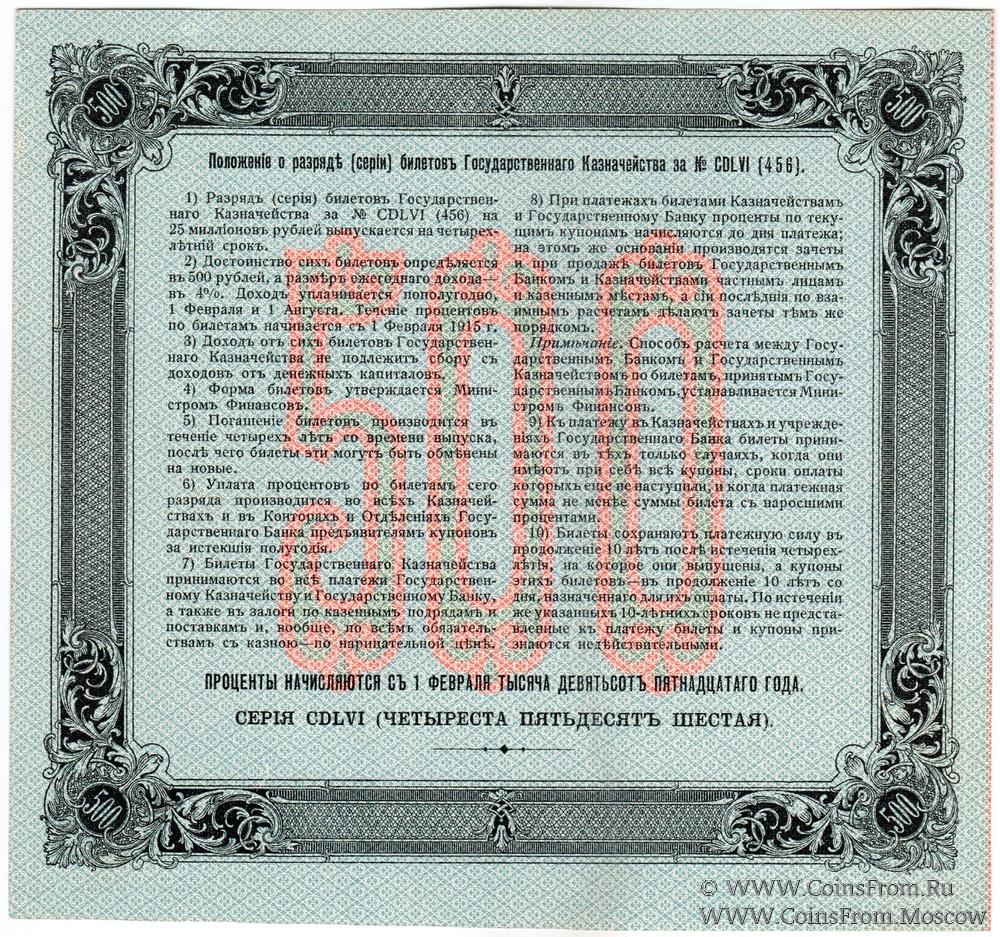 500
500
Положеніе о разрядѣ (серіи) билетовъ Государственнаго Казначейства за № CDLVI (456).
1) Разрядъ (серія) билетовъ Государствен-
наго Казначейства за № CDLVI (456) на
25 милліоновъ рублей выпускается на четырех-
лѣтній срокъ.
2) Достоинство сихъ билетовъ опредѣляется
въ 500 рублей, а размѣръ ежегоднаго дохода—
въ 4%. Доходъ уплачивается пополугодно,
1 Февраля и 1 Августа. Теченіе процентовъ
по билетамъ начинается съ 1 Февраля 1915 г.
3) Доходъ отъ сихъ билетовъ Государствен-
наго Казначейства не подлежитъ сбору съ
доходовъ отъ денежныхъ капиталовъ.
4) Форма билетовъ утверждается Мини-
стромъ Финансовъ.
5) Погашеніе билетовъ производится въ
теченіе четырехъ лѣтъ со времени выпуска,
послѣ чего билеты эти могутъ быть обмѣнены
на новые.
6) Уплата процентовъ по билетамъ сего
разряда производится во всѣхъ Казначей-
ствахъ и въ Конторахъ и Отдѣленіяхъ Госу-
дарственнаго Банка предъявителямъ купоновъ
за истекшія полугодія.
7) Билеты Государственнаго Казначейства
принимаются во всѣ платежи Государствен-
ному Казначейству и Государственному Банку,
а также въ залоги по казеннымъ подрядамъ и
поставкамъ и, вообще, по всѣмъ обязатель-
ствамъ съ казною—по нарицательной цѣнѣ.
8) При платежахъ билетами Казначействамъ
и Государственному Банку проценты по теку-
щимъ купонамъ начисляются до дня платежа;
на этомъ же основаніи производятся зачеты
при продажѣ билетовъ Государственнымъ
Банкомъ и Казначействами частнымъ лицамъ
и казеннымъ мѣстамъ, а сіи послѣднія по вза-
имнымъ расчетамъ дѣлаютъ зачеты тѣмъ же
порядкомъ.
Примѣчаніе. Способъ расчета между Госу-
дарственнымъ Банкомъ и Государственнымъ
Казначействомъ по билетамъ, принятымъ Госу-
дарственнымъ Банкомъ, устанавливается Мини-
стромъ Финансовъ.
9) Къ платежу въ Казначействахъ и учрежде-
ніяхъ Государственнаго Банка билеты прини-
маются въ тѣхъ только случаяхъ, когда они
имѣютъ при себѣ всѣ купоны, сроки оплаты
которыхъ еще не наступили, и когда платежная
сумма не менѣе суммы билета съ наросшими
процентами.
10) Билеты сохраняютъ платежную силу въ
продолженіе 10 лѣтъ послѣ истеченія четырех-
лѣтія, на которое они выпущены, а купоны
этихъ билетовъ—въ продолженіе 10 лѣтъ со
дня, назначеннаго для ихъ оплаты. По истеченіи
же указанныхъ 10-лѣтнихъ сроковъ не предста-
вленные къ платежу билеты и купоны при-
знаются недѣйствительными.
500
ПРОЦЕНТЫ НАЧИСЛЯЮТСЯ СЪ 1 ФЕВРАЛЯ ТЫСЯЧА ДЕВЯТЬСОТЪ ПЯТНАДЦАТАГО ГОДА.
СЕРІЯ CDLVI (ЧЕТЫРЕСТА ПЯТЬДЕСЯТЪ ШЕСТАЯ).
500
500
© WWW.CoinsFrom.Ru
WWW.CoinsFrom.Moscow